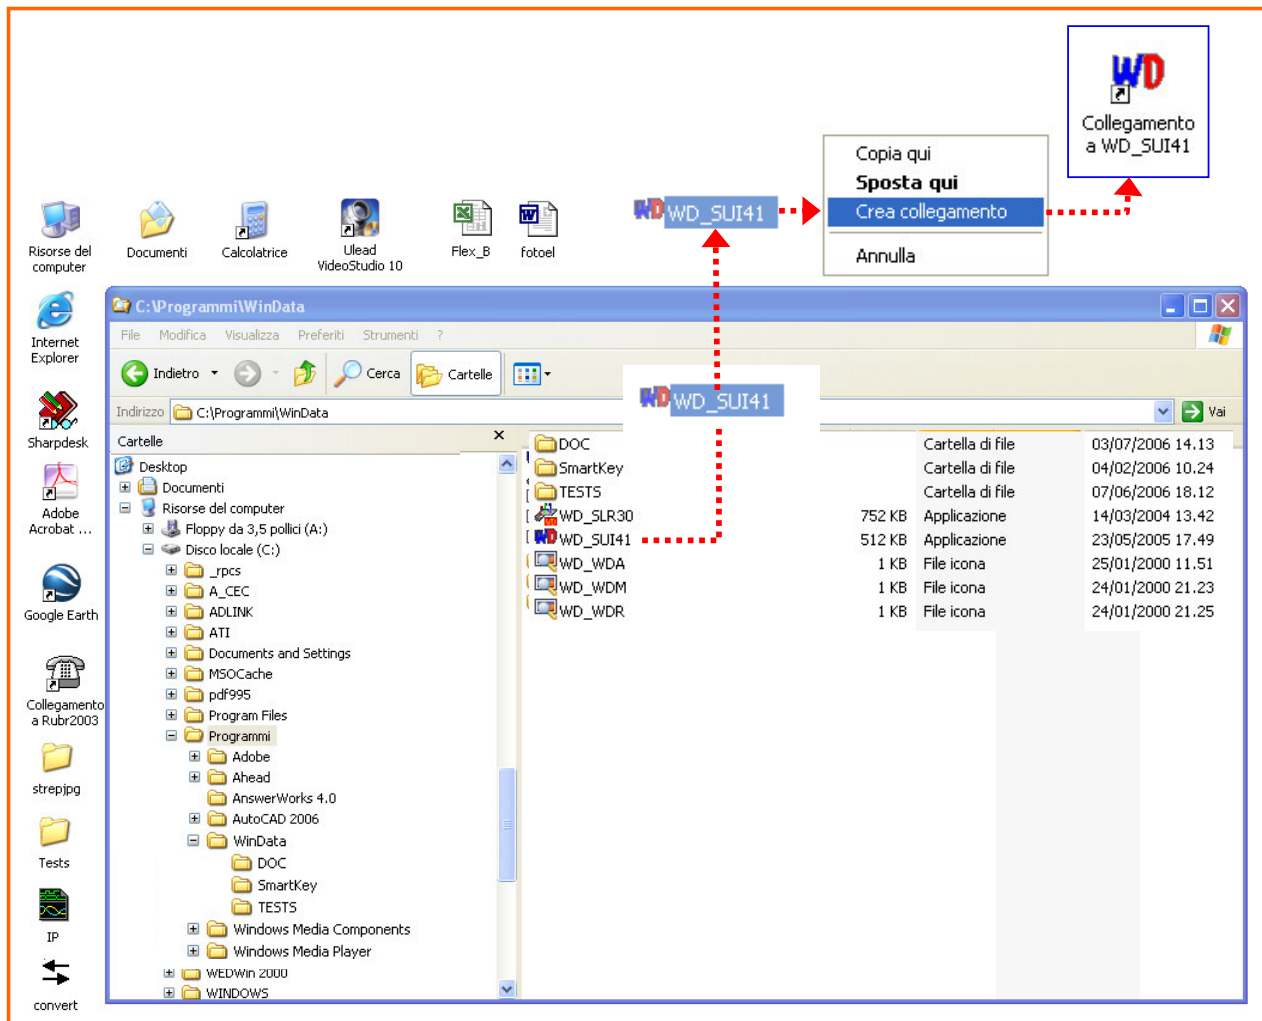 WD
Collegamento
a WD_SUI41
Copia qui
Sposta qui
Crea collegamento
Annulla
WD WD_SUI41
Risorse del
computer
Documenti
Calcolatrice
Ulead
VideoStudio 10
Flex_B
fotoel
Internet
Explorer
Sharpdesk
Adobe
Acrobat ...
Google Earth
Collegamento
a Rubr2003
strepjpg
Tests
IP
convert
C:\Programmi\WinData
File Modifica Visualizza Preferiti Strumenti ?
Indietro Cerca Cartelle
WD WD_SUI41
Indirizzo C:\Programmi\WinData Vai
Cartelle
Desktop
Documenti
Risorse del computer
Floppy da 3,5 pollici (A:)
Disco locale (C:)
_rpcs
A_CEC
ADLINK
ATI
Documents and Settings
MSOCache
pdf995
Program Files
Programmi
Adobe
Ahead
AnswerWorks 4.0
AutoCAD 2006
WinData
DOC
SmartKey
TESTS
Windows Media Components
Windows Media Player
WEDWin 2000
WINDOWS
DOC Cartella di file 03/07/2006 14.13
SmartKey Cartella di file 04/02/2006 10.24
TESTS Cartella di file 07/06/2006 18.12
WD_SLR30 752 KB Applicazione 14/03/2004 13.42
WD WD_SUI41 512 KB Applicazione 23/05/2005 17.49
WD_WDA 1 KB File icona 25/01/2000 11.51
WD_WDM 1 KB File icona 24/01/2000 21.23
WD_WDR 1 KB File icona 24/01/2000 21.25